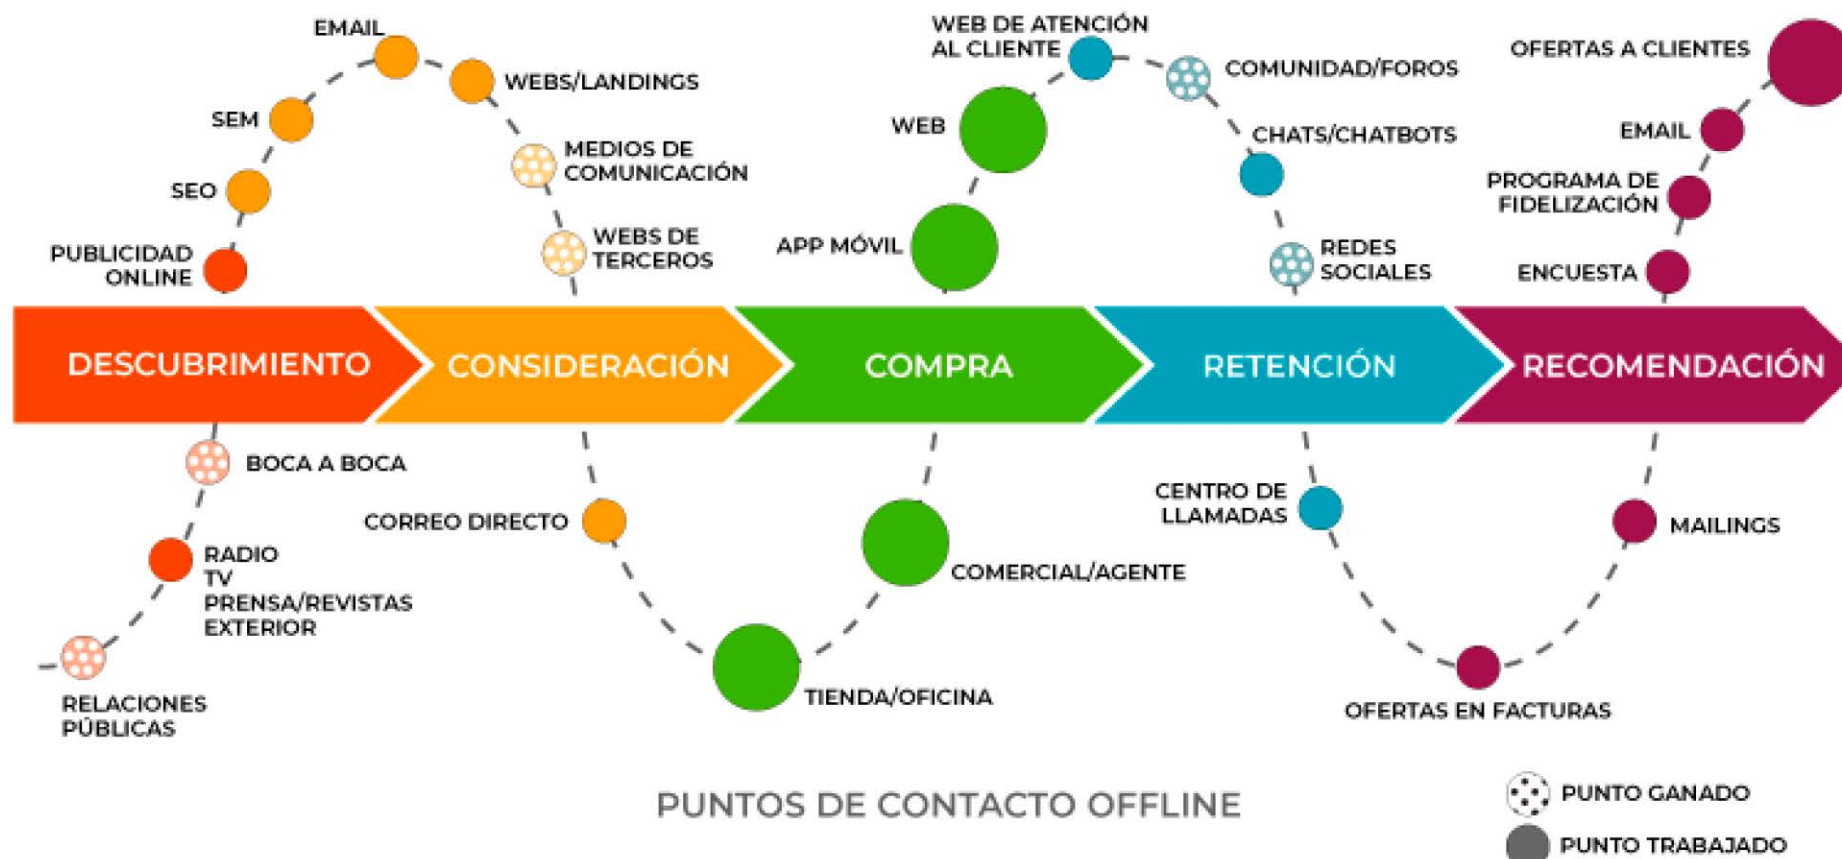 EMAIL
WEBS/LANDINGS
SEM
SEO
MEDIOS DE
COMUNICACIÓN
PUBLICIDAD
ONLINE
WEBS DE
TERCEROS
WEB DE ATENCIÓN
AL CLIENTE
COMUNIDAD/FOROS
WEB
CHATS/CHATBOTS
APP MÓVIL
REDES
SOCIALES
OFERTAS A CLIENTES
EMAIL
PROGRAMA DE
FIDELIZACIÓN
ENCUESTA
DESCUBRIMIENTO
CONSIDERACIÓN
COMPRA
RETENCIÓN
RECOMENDACIÓN
BOCA A BOCA
RADIO
TV
PRENSA/REVISTAS
EXTERIOR
RELACIONES
PÚBLICAS
CORREO DIRECTO
COMERCIAL/AGENTE
TIENDA/OFICINA
CENTRO DE
LLAMADAS
MAILINGS
OFERTAS EN FACTURAS
PUNTOS DE CONTACTO OFFLINE
PUNTO GANADO
PUNTO TRABAJADO